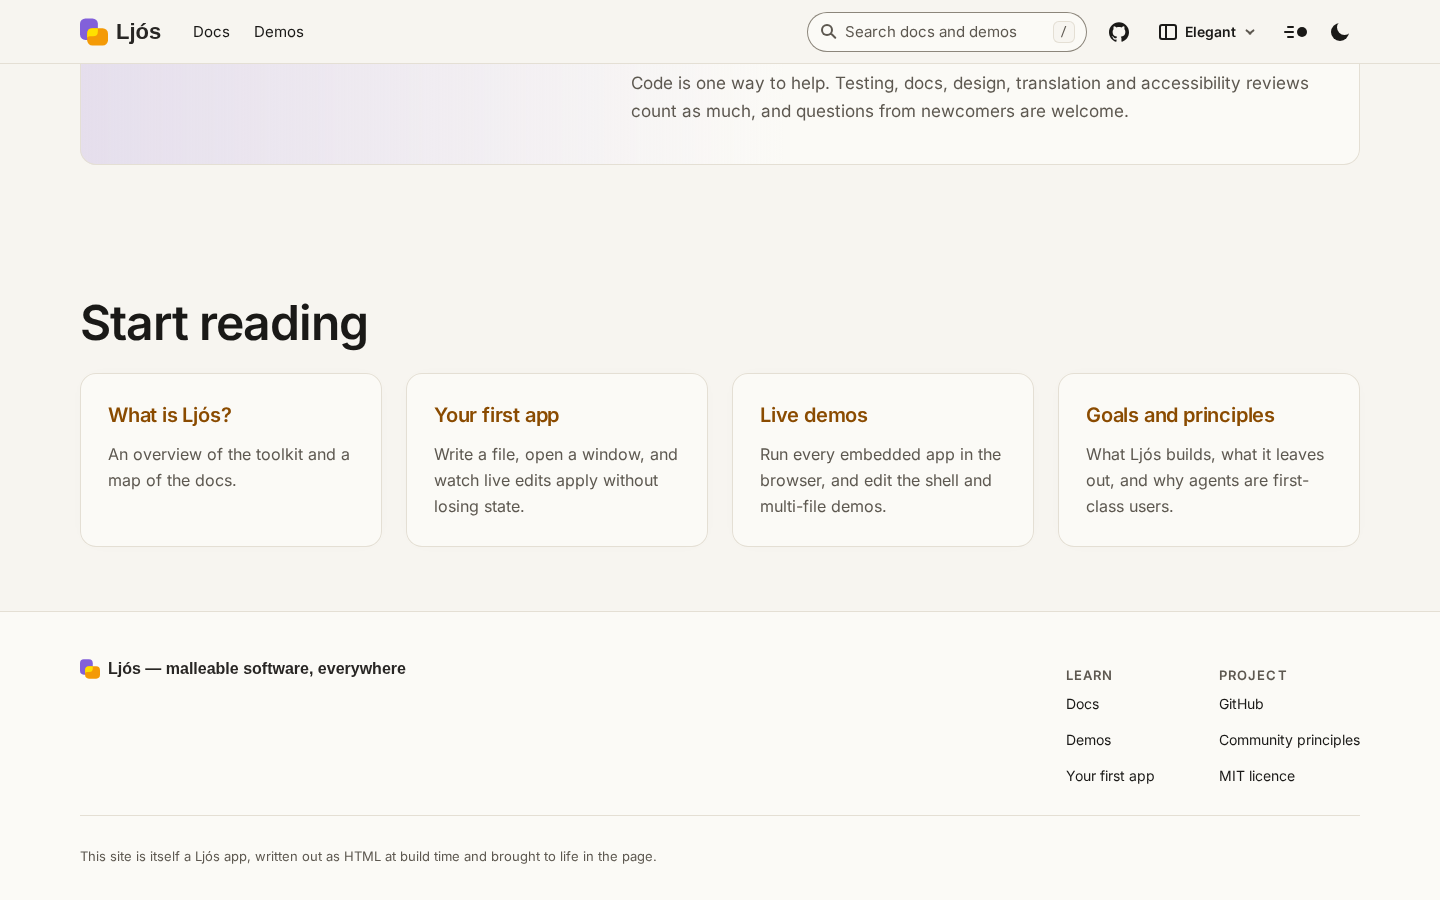 Ljós
Docs
Demos
Search docs and demos
/
Elegant
Code is one way to help. Testing, docs, design, translation and accessibility reviews
count as much, and questions from newcomers are welcome.
Start reading
What is Ljós?
An overview of the toolkit and a
map of the docs.
Your first app
Write a file, open a window, and
watch live edits apply without
losing state.
Live demos
Run every embedded app in the
browser, and edit the shell and
multi-file demos.
Goals and principles
What Ljós builds, what it leaves
out, and why agents are first-
class users.
Ljós — malleable software, everywhere
LEARN
Docs
Demos
Your first app
PROJECT
GitHub
Community principles
MIT licence
This site is itself a Ljós app, written out as HTML at build time and brought to life in the page.